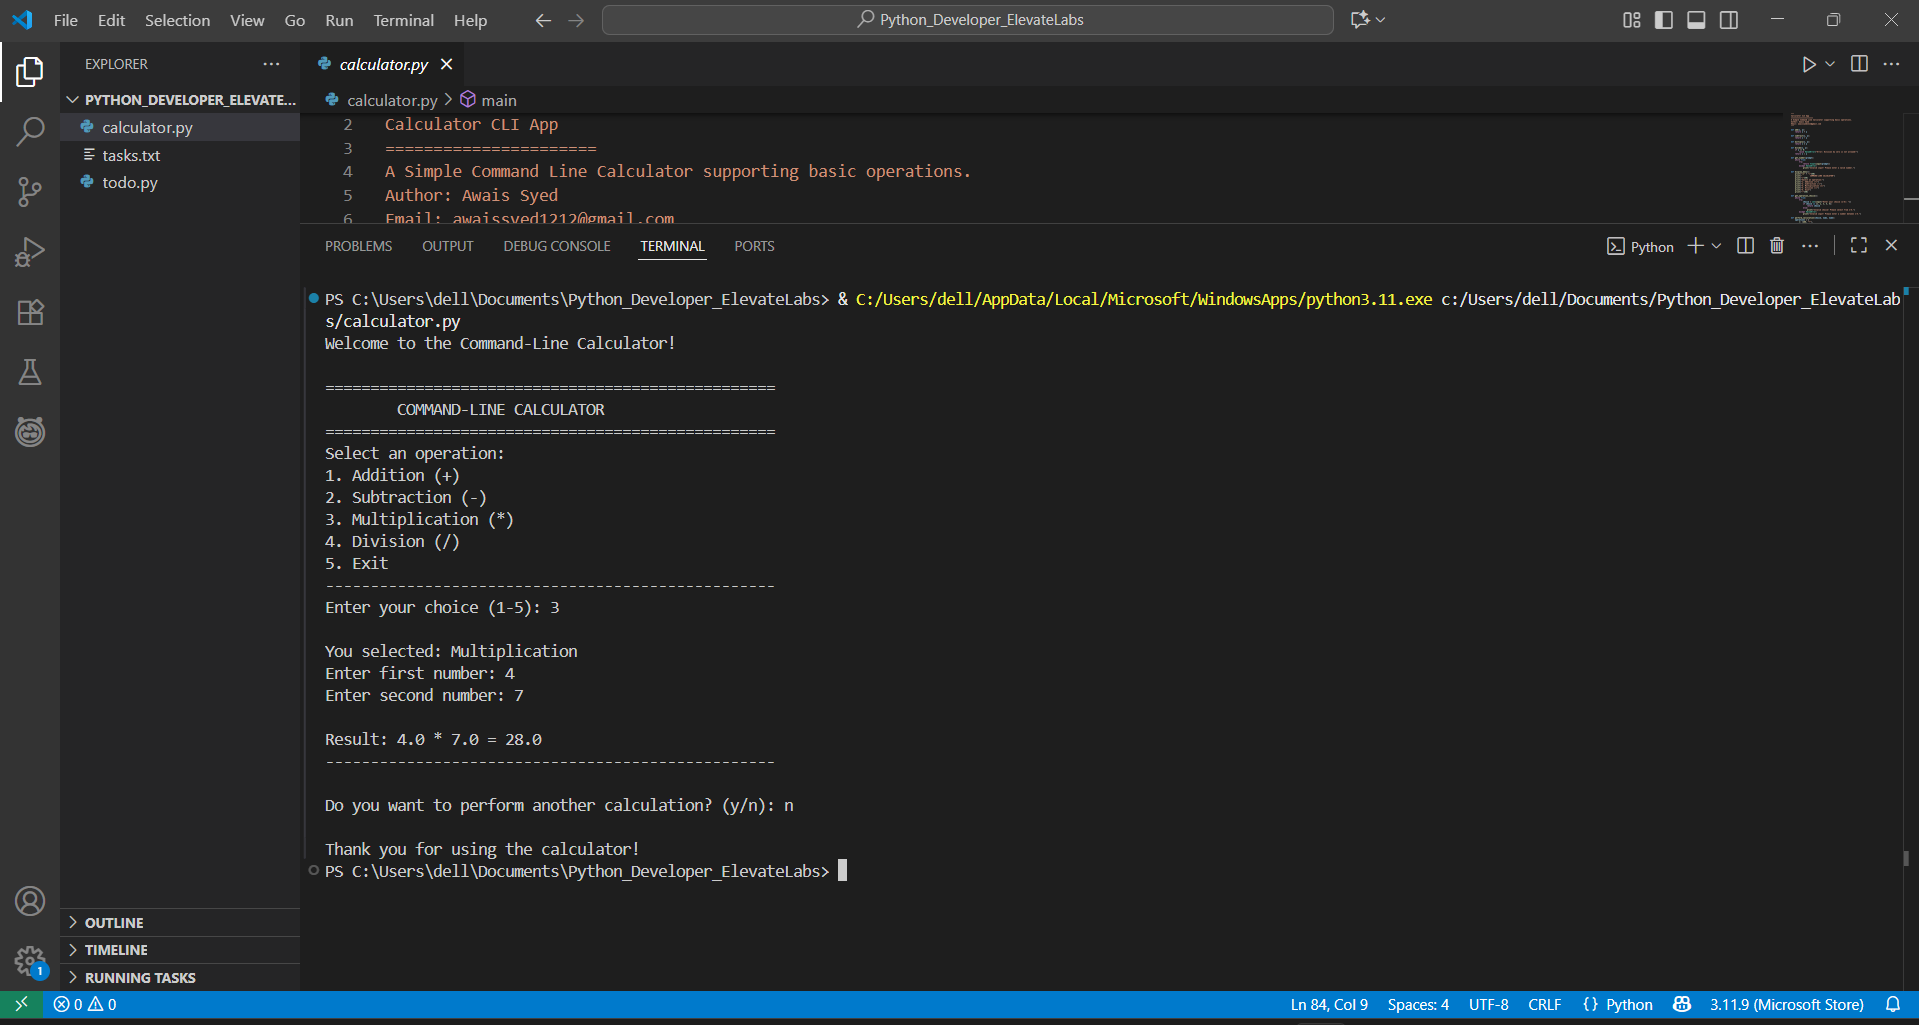 File Edit Selection View Go Run Terminal Help
Python_Developer_ElevateLabs
EXPLORER
PYTHON_DEVELOPER_ELEVATE...
calculator.py
tasks.txt
todo.py
OUTLINE
TIMELINE
RUNNING TASKS
1
calculator.py
calculator.py > main
2 Calculator CLI App
3 ======================
4 A Simple Command Line Calculator supporting basic operations.
5 Author: Awais Syed
6 Email: awaissyed1212@gmail.com
PROBLEMS OUTPUT DEBUG CONSOLE TERMINAL PORTS
Python
PS C:\Users\dell\Documents\Python_Developer_ElevateLabs> & C:/Users/dell/AppData/Local/Microsoft/WindowsApps/python3.11.exe c:/Users/dell/Documents/Python_Developer_ElevateLab
s/calculator.py
Welcome to the Command-Line Calculator!
==================================================
COMMAND-LINE CALCULATOR
==================================================
Select an operation:
1. Addition (+)
2. Subtraction (-)
3. Multiplication (*)
4. Division (/)
5. Exit
--------------------------------------------------
Enter your choice (1-5): 3
You selected: Multiplication
Enter first number: 4
Enter second number: 7
Result: 4.0 * 7.0 = 28.0
--------------------------------------------------
Do you want to perform another calculation? (y/n): n
Thank you for using the calculator!
PS C:\Users\dell\Documents\Python_Developer_ElevateLabs>
0 0
Ln 84, Col 9 Spaces: 4 UTF-8 CRLF {} Python 3.11.9 (Microsoft Store)